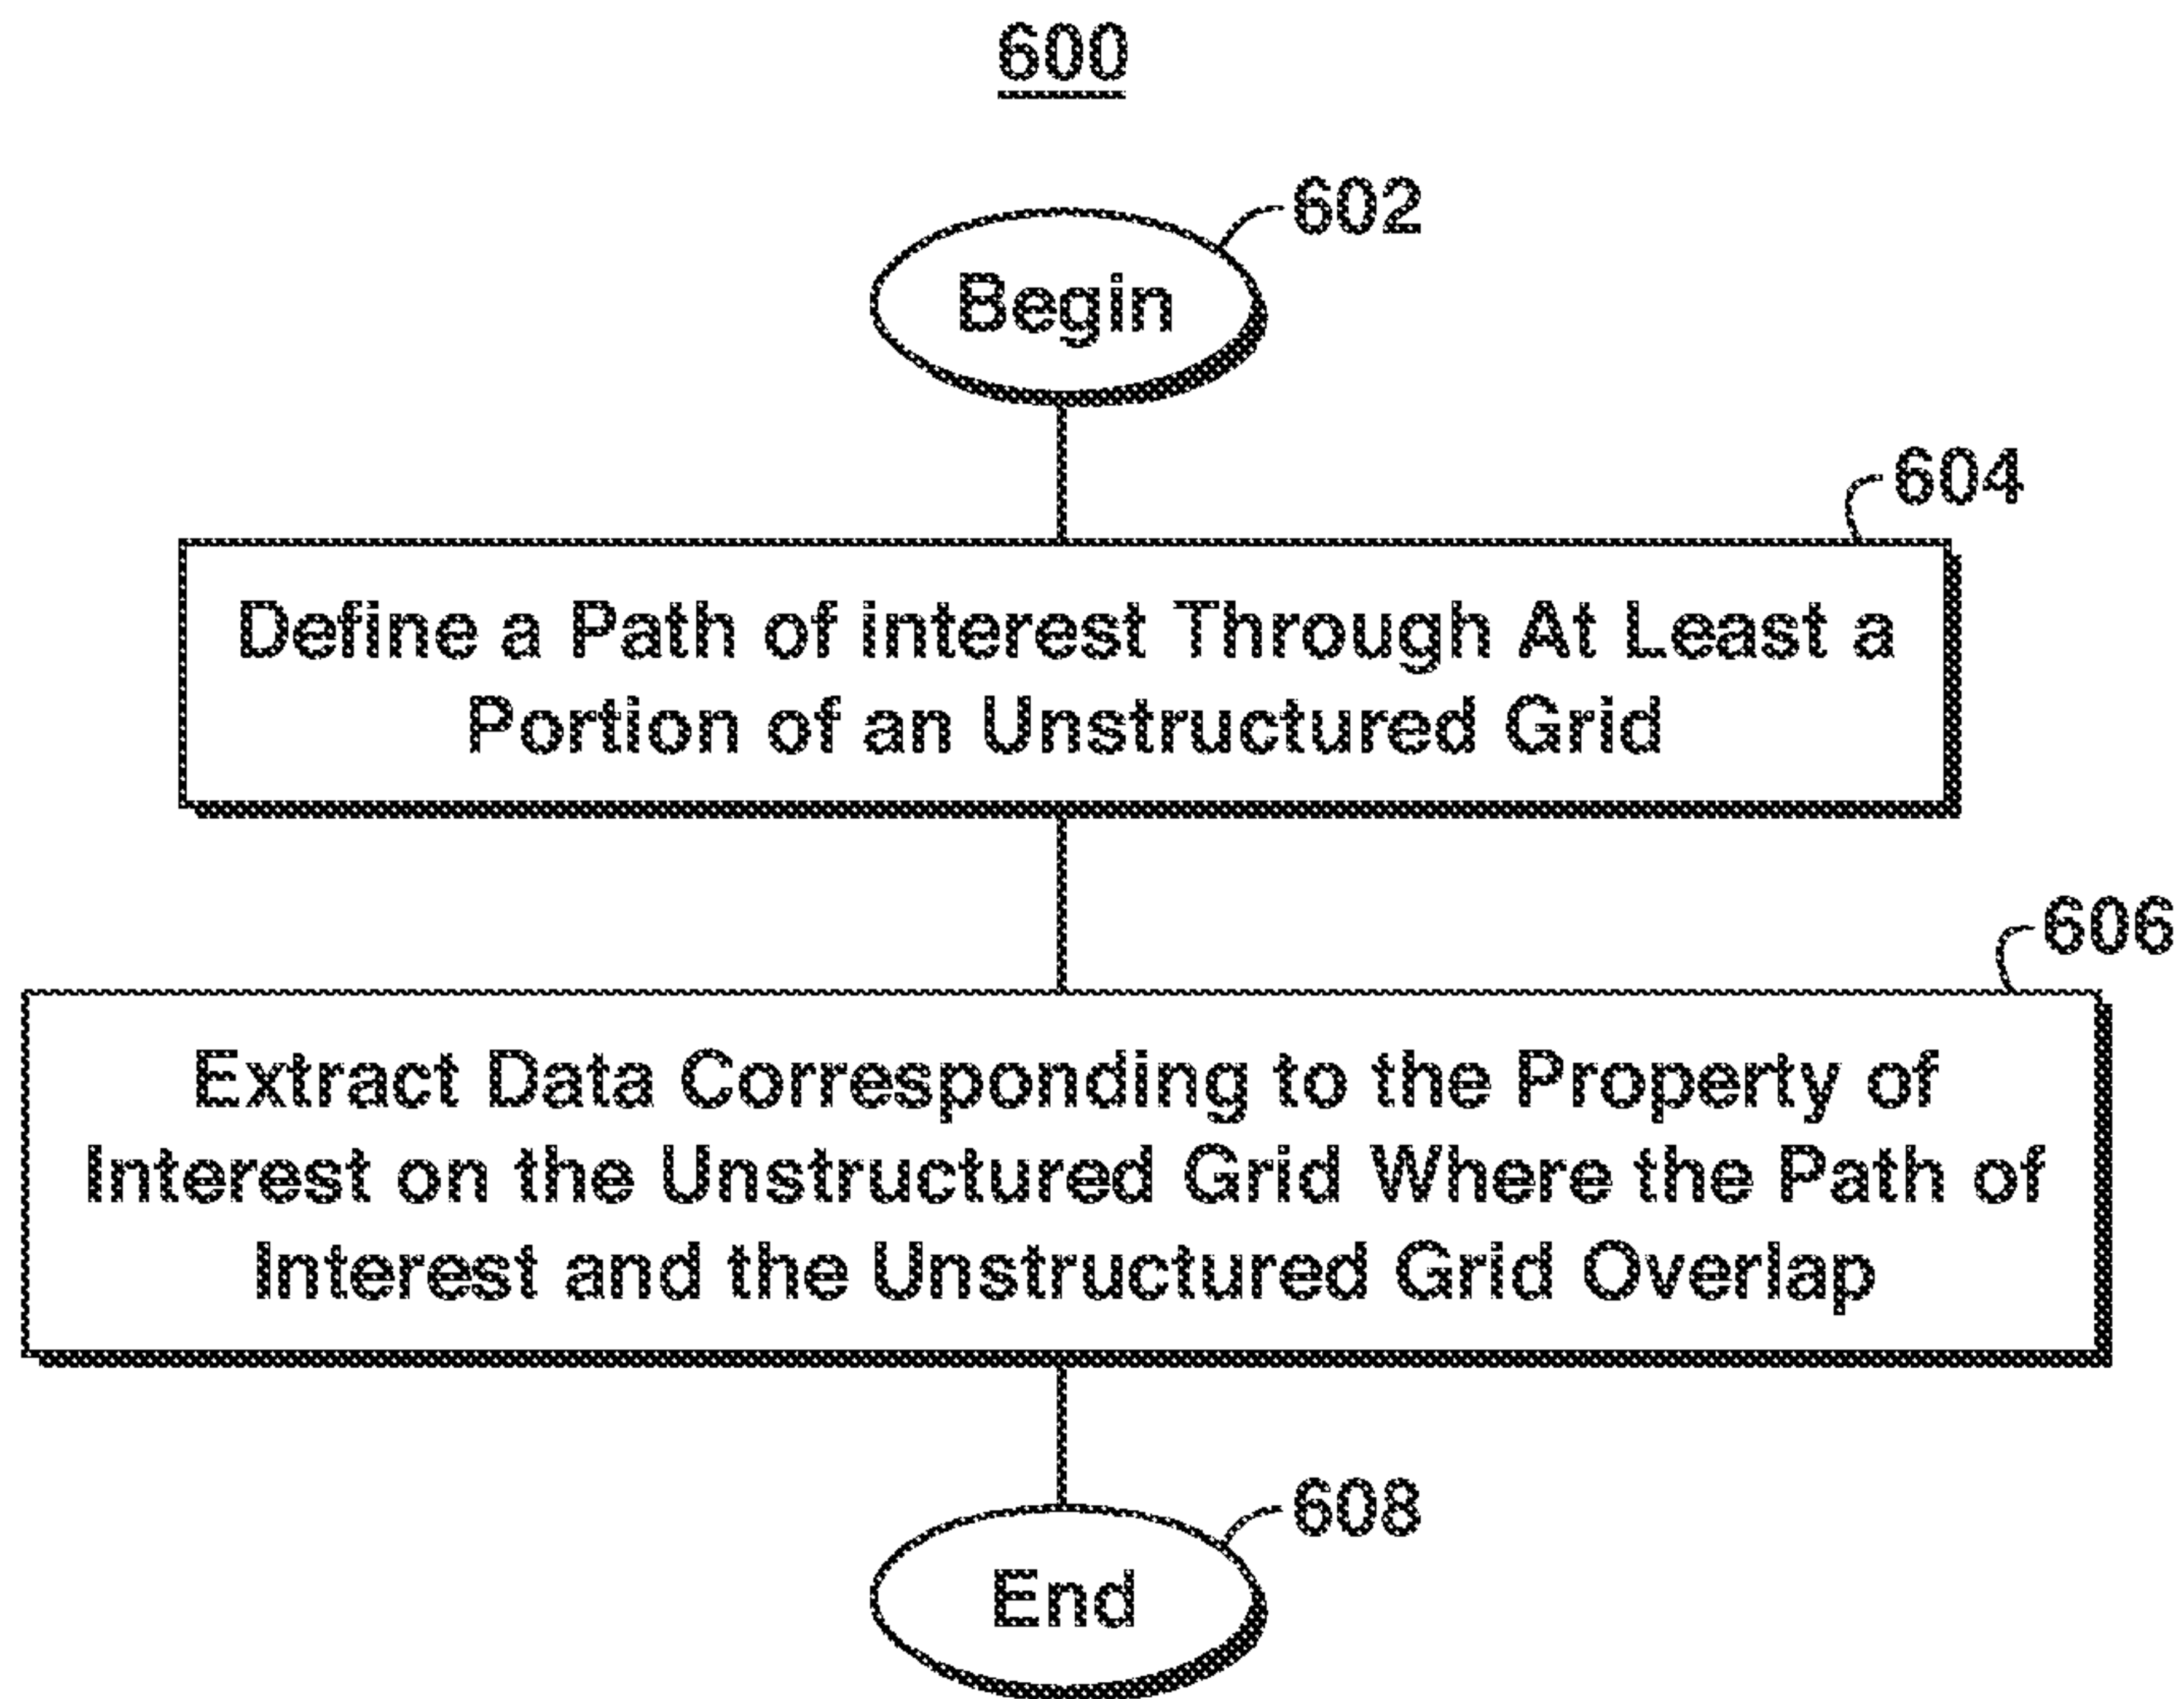 600
602
Begin
604
Define a Path of interest Through At Least a
Portion of an Unstructured Grid
606
Extract Data Corresponding to the Property of
Interest on the Unstructured Grid Where the Path of
Interest and the Unstructured Grid Overlap
608
End